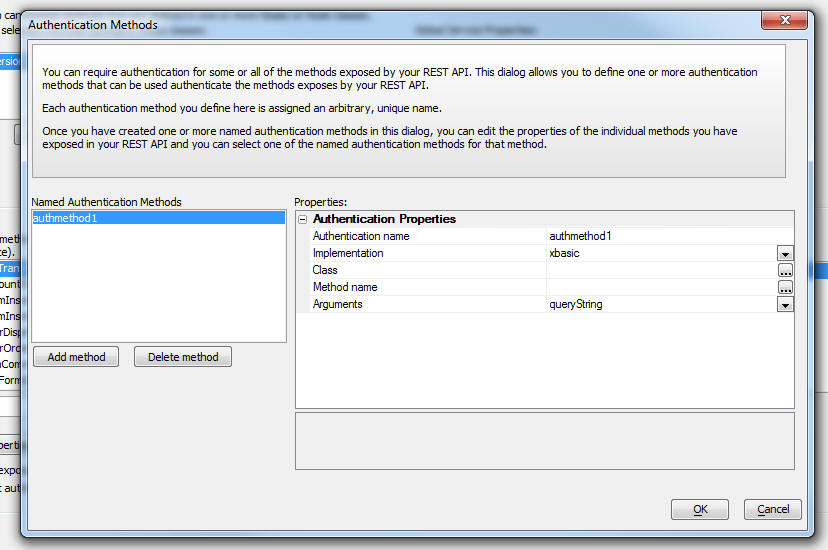 Authentication Methods
You can require authentication for some or all of the methods exposed by your REST API. This dialog allows you to define one or more authentication
methods that can be used authenticate the methods exposes by your REST API.
Each authentication method you define here is assigned an arbitrary, unique name.
Once you have created one or more named authentication methods in this dialog, you can edit the properties of the individual methods you have
exposed in your REST API and you can select one of the named authentication methods for that method.
Named Authentication Methods
authmethod1
Add method
Delete method
Properties:
Authentication Properties
Authentication name authmethod1
Implementation xbasic
Class ...
Method name ...
Arguments queryString
OK
Cancel